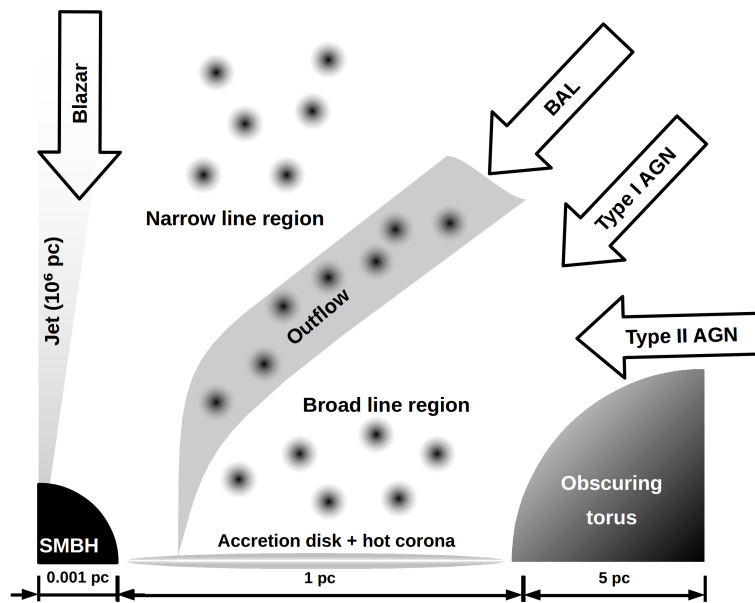 Blazar
BAL
Type I AGN
Narrow line region
Jet (10⁶ pc)
Outflow
Type II AGN
Broad line region
Obscuring
torus
Accretion disk + hot corona
SMBH
0.001 pc
1 pc
5 pc